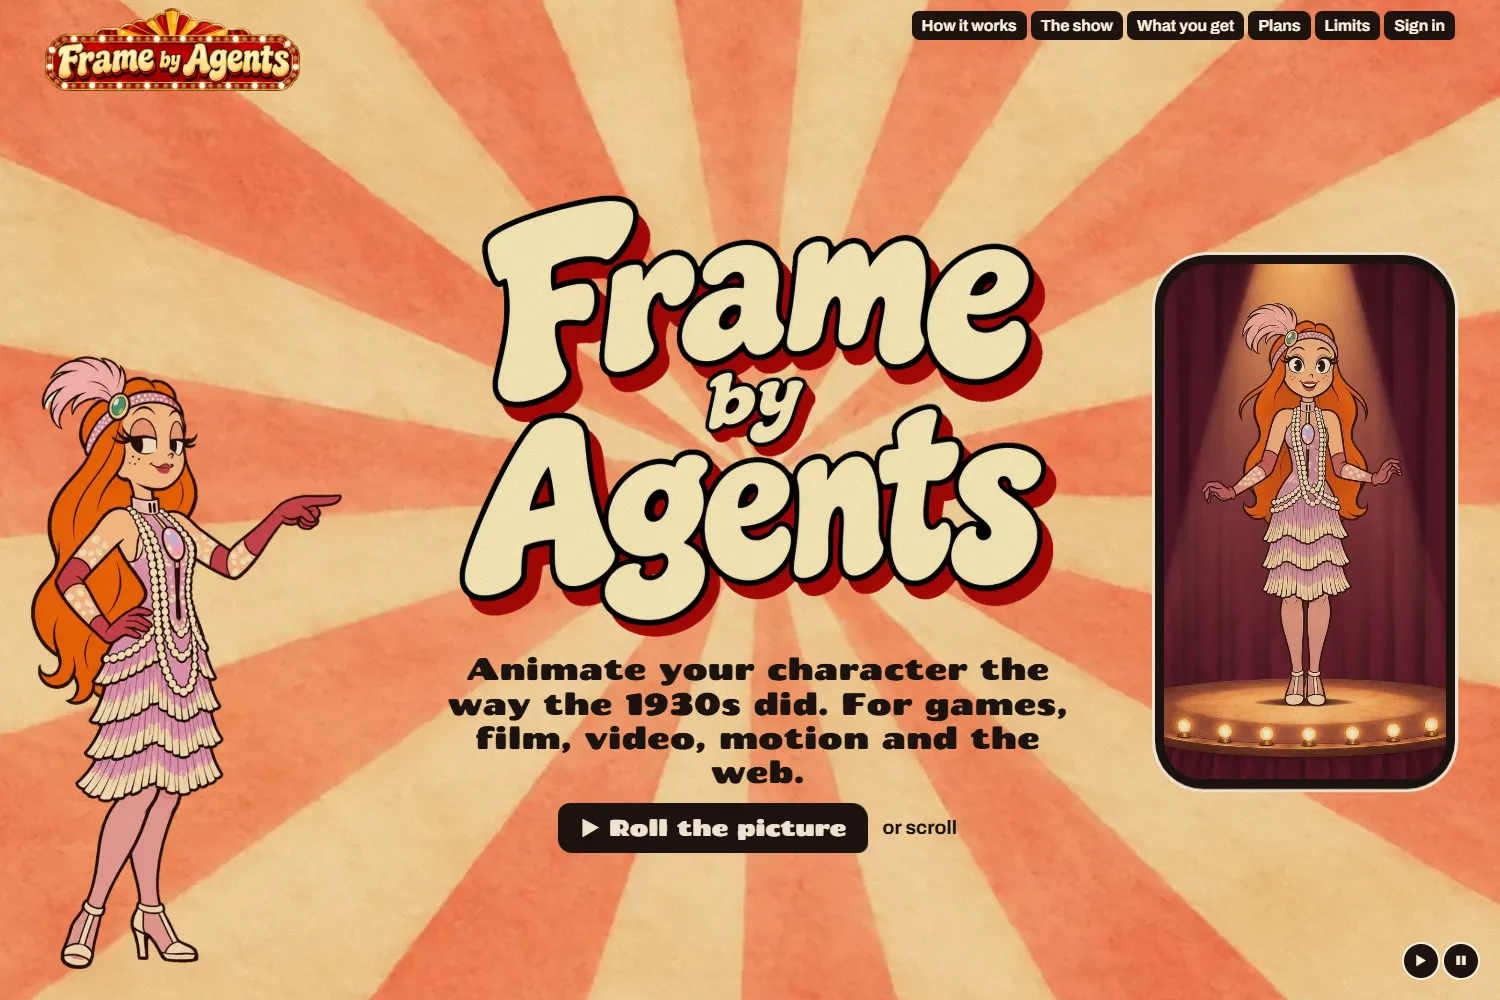 Frame by Agents
How it works
The show
What you get
Plans
Limits
Sign in
Frame
by
Agents
Animate your character the
way the 1930s did. For games,
film, video, motion and the
web.
Roll the picture
or scroll